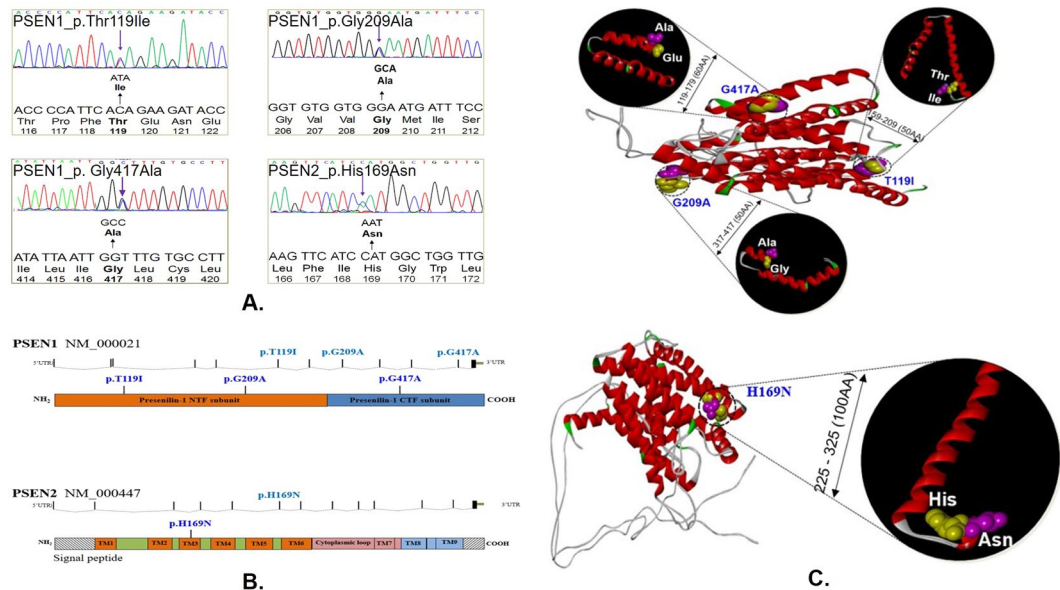 A C C C C A T T C A C A G A A G A T A C C
PSEN1_p.Thr119Ile
ATA
Ile
ACC CCA TTC ACA GAA GAT ACC
Thr Pro Phe Thr Glu Asn Glu
116 117 118 119 120 121 122
PSEN1_p.Gly209Ala
GCA
Ala
GGT GTG GTG GGA ATG ATT TCC
Gly Val Val Gly Met Ile Ser
206 207 208 209 210 211 212
PSEN1_p. Gly417Ala
GCC
Ala
ATA TTA ATT GGT TTG TGC CTT
Ile Leu Ile Gly Leu Cys Leu
414 415 416 417 418 419 420
PSEN2_p.His169Asn
AAT
Asn
AAG TTC ATC CAT GGC TGG TTG
Leu Phe Ile His Gly Trp Leu
166 167 168 169 170 171 172
A.
PSEN1 NM_000021
5'UTR
p.T119I p.G209A p.G417A
3'UTR
p.T119I p.G209A p.G417A
NH2 Presenilin-1 NTF subunit Presenilin-1 CTF subunit COOH
PSEN2 NM_000447
p.H169N
5'UTR
3'UTR
p.H169N
NH2 TM1 TM2 TM3 TM4 TM5 TM6 Cytoplasmic loop TM7 TM8 TM9 COOH
Signal peptide
B.
Ala
Glu
119-179 (60AA)
G417A
Thr
Ile
159-209 (50AA)
T119I
G209A
317-417 (50AA)
Ala
Gly
H169N
225 - 325 (100AA)
His
Asn
C.